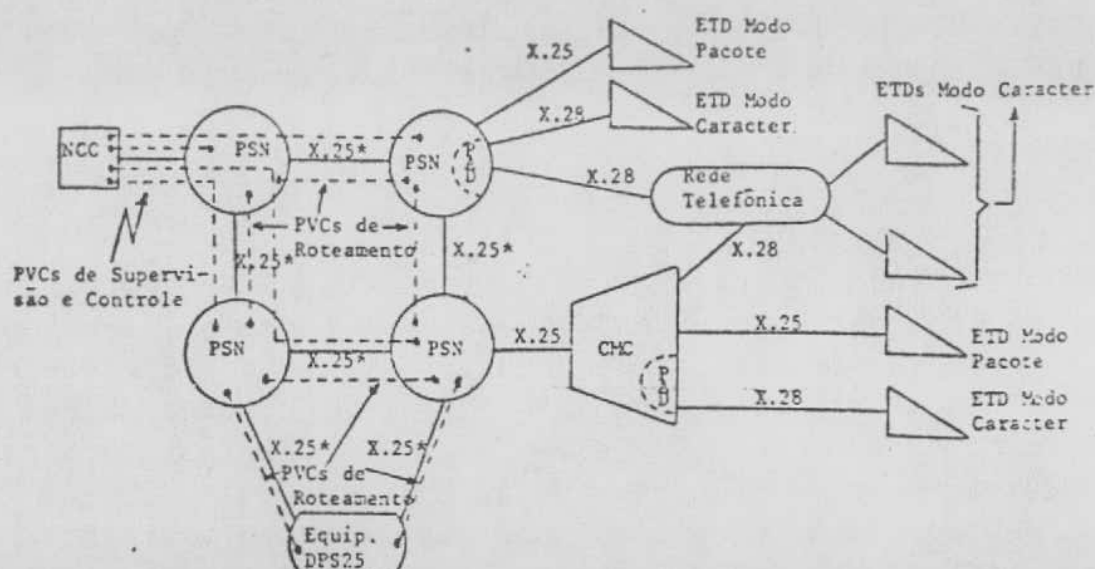 X.25
ETD Modo
Pacote
X.28
ETD Modo
Caracter
ETDs Modo Caracter
NCC
PSN
X.25*
PSN
PAD
X.28
Rede
Telefônica
PVCs de
Roteamento
X.25*
X.25*
X.28
PVCs de Supervi-
são e Controle
PSN
X.25*
PSN
X.25
CMC
PAD
X.25
ETD Modo
Pacote
X.28
ETD Modo
Caracter
X.25*
X.25*
PVCs de
Roteamento
Equip.
DPS25